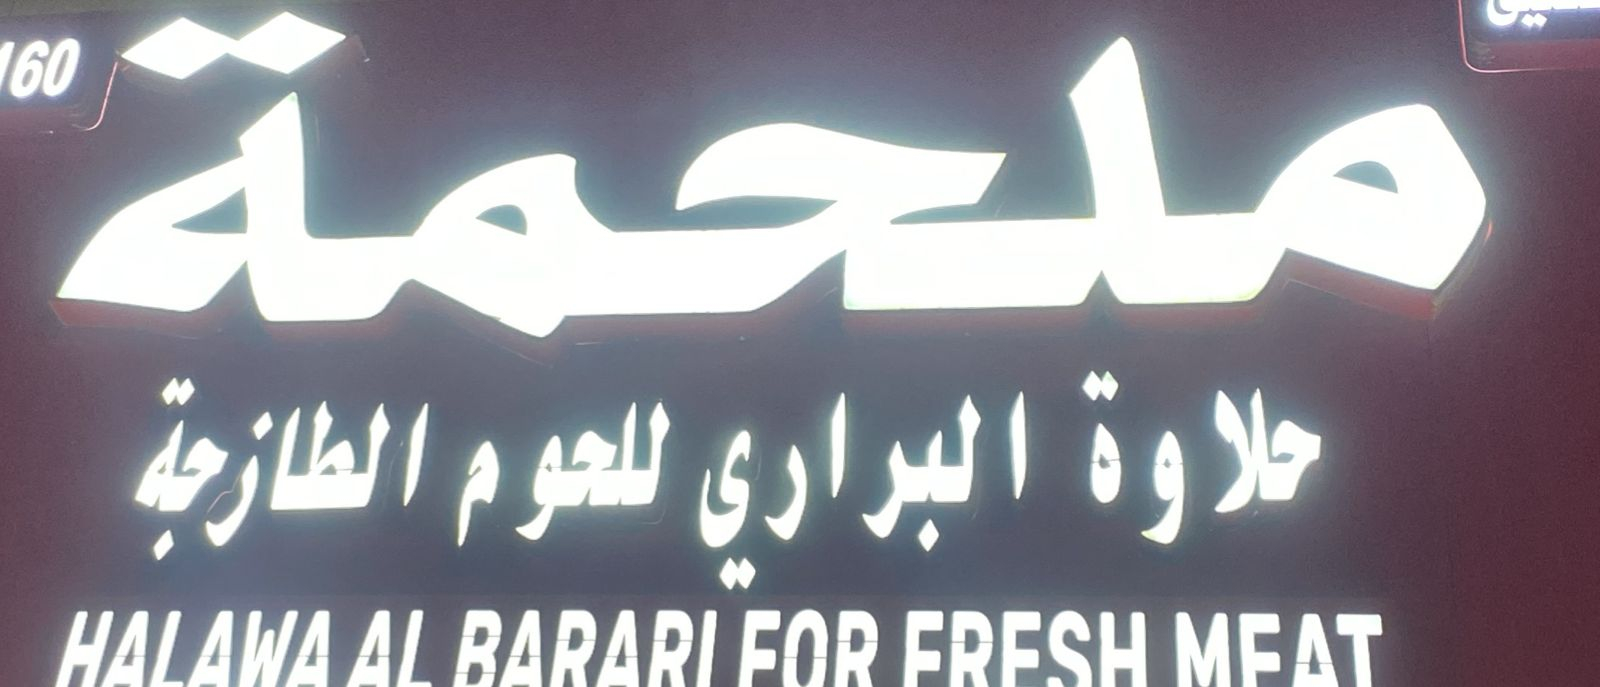 160
ملحمة
حلاوة البراري للحوم الطازجة
HALAWA AL BARARI FOR FRESH MEAT